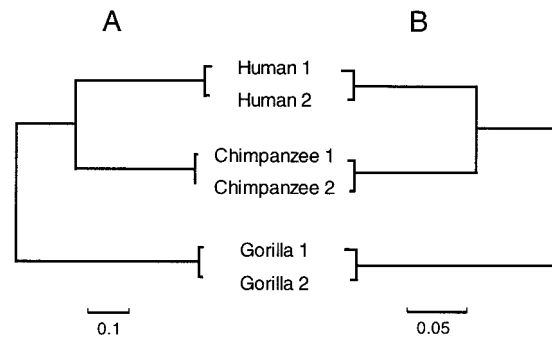 A
B
Human 1
Human 2
Chimpanzee 1
Chimpanzee 2
Gorilla 1
Gorilla 2
0.1
0.05